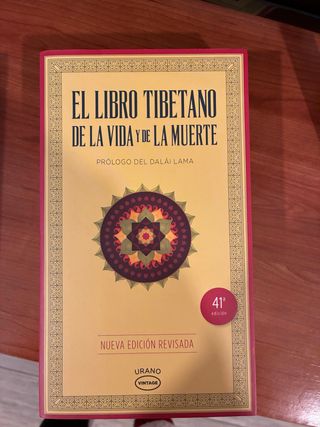 EL LIBRO TIBETANO
DE LA VIDA Y DE LA MUERTE
PRÓLOGO DEL DALÁI LAMA
41ª
edición
NUEVA EDICIÓN REVISADA
URANO
VINTAGE